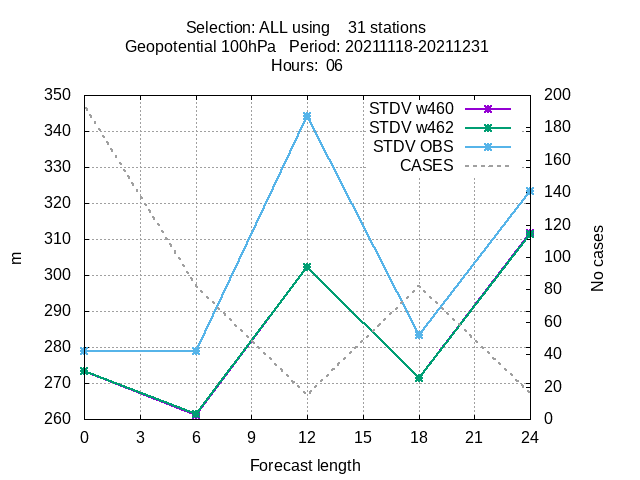 Selection: ALL using    31 stations
Geopotential 100hPa   Period: 20211118-20211231
Hours:  06
STDV w460
STDV w462
STDV OBS
CASES
350
340
330
320
310
300
290
280
270
260
200
180
160
140
120
100
80
60
40
20
0
m
No cases
0 3 6 9 12 15 18 21 24
Forecast length